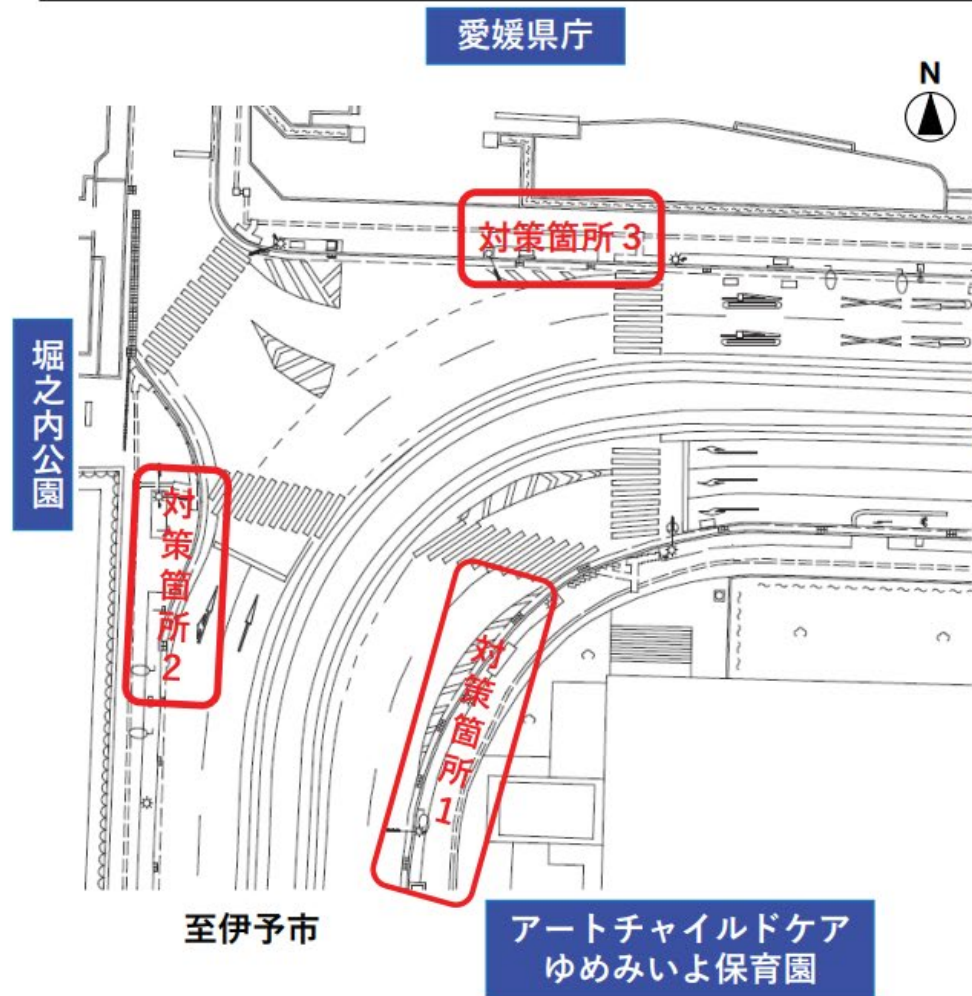 愛媛県庁
N
対策箇所3
堀之内公園
対策箇所2
対策箇所1
至伊予市
アートチャイルドケア
ゆめみいよ保育園